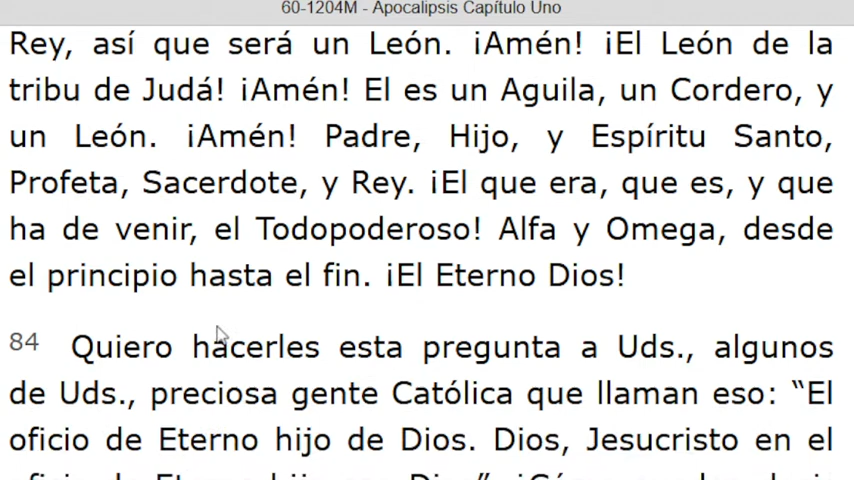 60-1204M - Apocalipsis Capítulo Uno
Rey, así que será un León. ¡Amén! ¡El León de la
tribu de Judá! ¡Amén! El es un Aguila, un Cordero, y
un León. ¡Amén! Padre, Hijo, y Espíritu Santo,
Profeta, Sacerdote, y Rey. ¡El que era, que es, y que
ha de venir, el Todopoderoso! Alfa y Omega, desde
el principio hasta el fin. ¡El Eterno Dios!
84 Quiero hacerles esta pregunta a Uds., algunos
de Uds., preciosa gente Católica que llaman eso: “El
oficio de Eterno hijo de Dios. Dios, Jesucristo en el